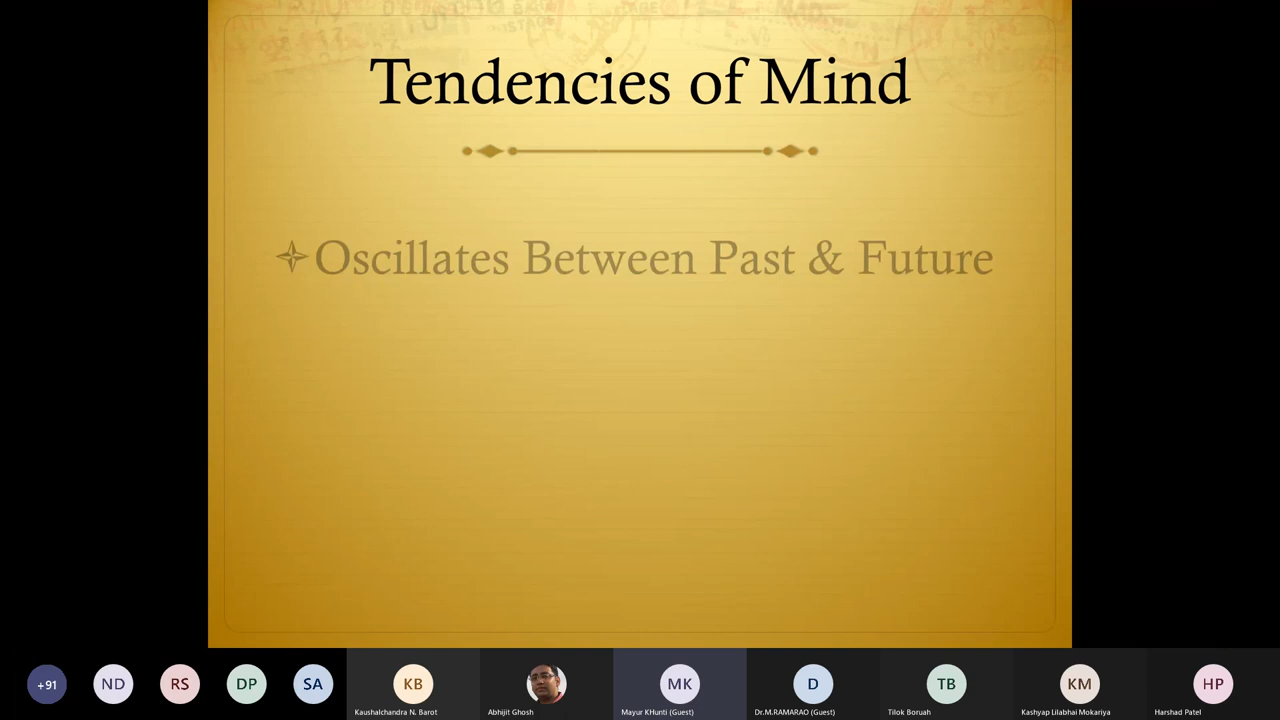 Tendencies of Mind
Oscillates Between Past & Future
+91
ND
RS
DP
SA
KB
MK
D
TB
KM
HP
Kaushalchandra N. Barot
Abhijit Ghosh
Mayur KHunti (Guest)
Dr.M.RAMARAO (Guest)
Tilok Boruah
Kashyap Lilabhai Mokariya
Harshad Patel